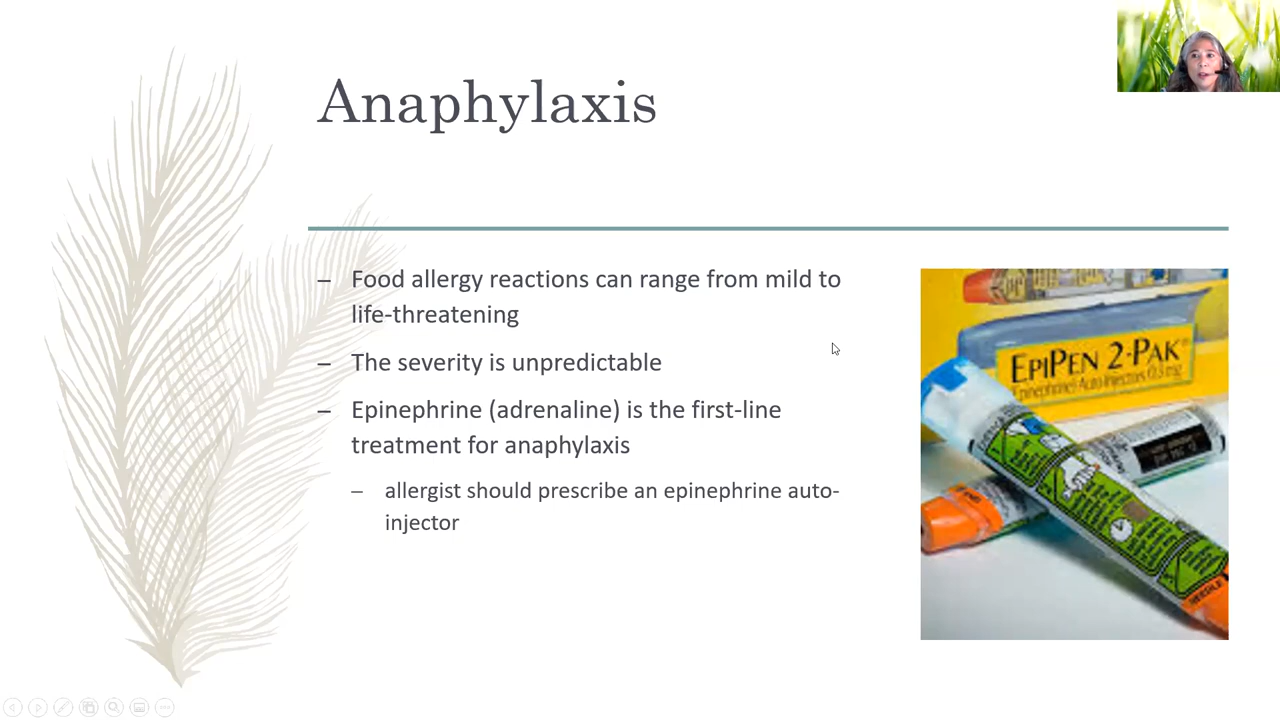 Anaphylaxis
– Food allergy reactions can range from mild to
life-threatening
– The severity is unpredictable
– Epinephrine (adrenaline) is the first-line
treatment for anaphylaxis
– allergist should prescribe an epinephrine auto-
injector
EPIPEN 2-PAK®
(Epinephrine) Auto-Injectors 0.3 mg
NEEDLE